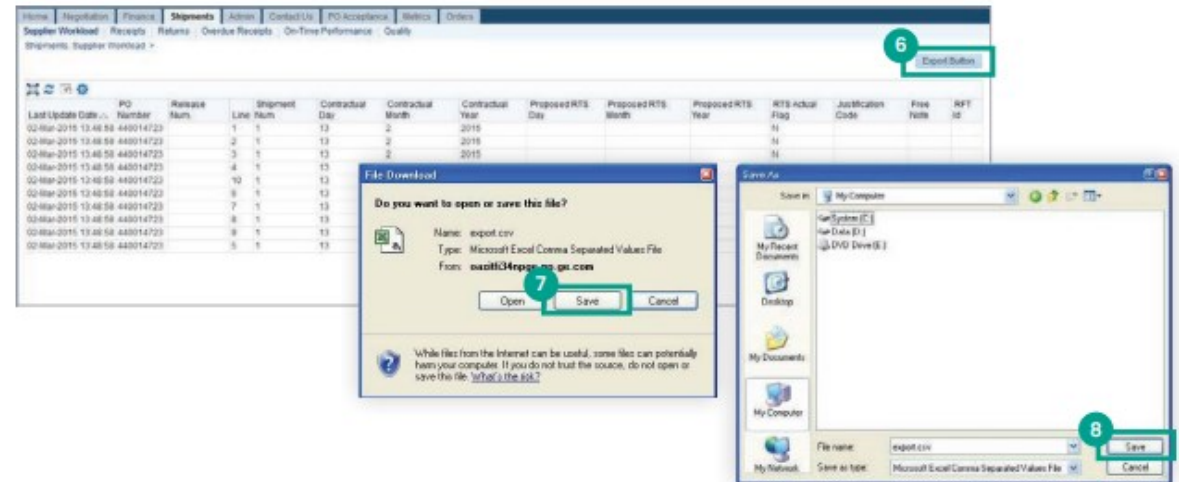 Home Negotiation Finance Shipments Admin Contact Us PO Acceptance Metrics Orders
Supplier Workload Receipts Returns Overdue Receipts On-Time Performance Quality
Shipments: Supplier Workload >
6
Export Button
Last Update Date PO Number Release Num. Line Shipment Num Contractual Day Contractual Month Contractual Year Proposed RTS Day Proposed RTS Month Proposed RTS Year RTS Actual Flag Justification Code Free Note RFT Id
02-Mar-2015 13:48:58 440014723 1 1 13 2 2015 N
02-Mar-2015 13:48:58 440014723 2 1 13 2 2015 N
02-Mar-2015 13:48:58 440014723 3 1 13 2 2015 N
02-Mar-2015 13:48:58 440014723 4 1 13
02-Mar-2015 13:48:58 440014723 10 1 13
02-Mar-2015 13:48:58 440014723 1 13
02-Mar-2015 13:48:58 440014723 7 1 13
02-Mar-2015 13:48:58 440014723 1 13
02-Mar-2015 13:48:58 440014723 1 13
02-Mar-2015 13:48:58 440014723 5 1 13
File Download
Do you want to open or save this file?
Name: export.csv
Type: Microsoft Excel Comma Separated Values File
From:
7
Open Save Cancel
While files from the Internet can be useful, some files can potentially
harm your computer. If you do not trust the source, do not open or
save this file. What's the risk?
Save As
Save in: My Computer
System (C:)
Data (D:)
DVD Drive (E:)
My Recent
Documents
Desktop
My Documents
My Computer
My Network
8
File name: export.csv Save
Save as type: Microsoft Excel Comma Separated Values File Cancel